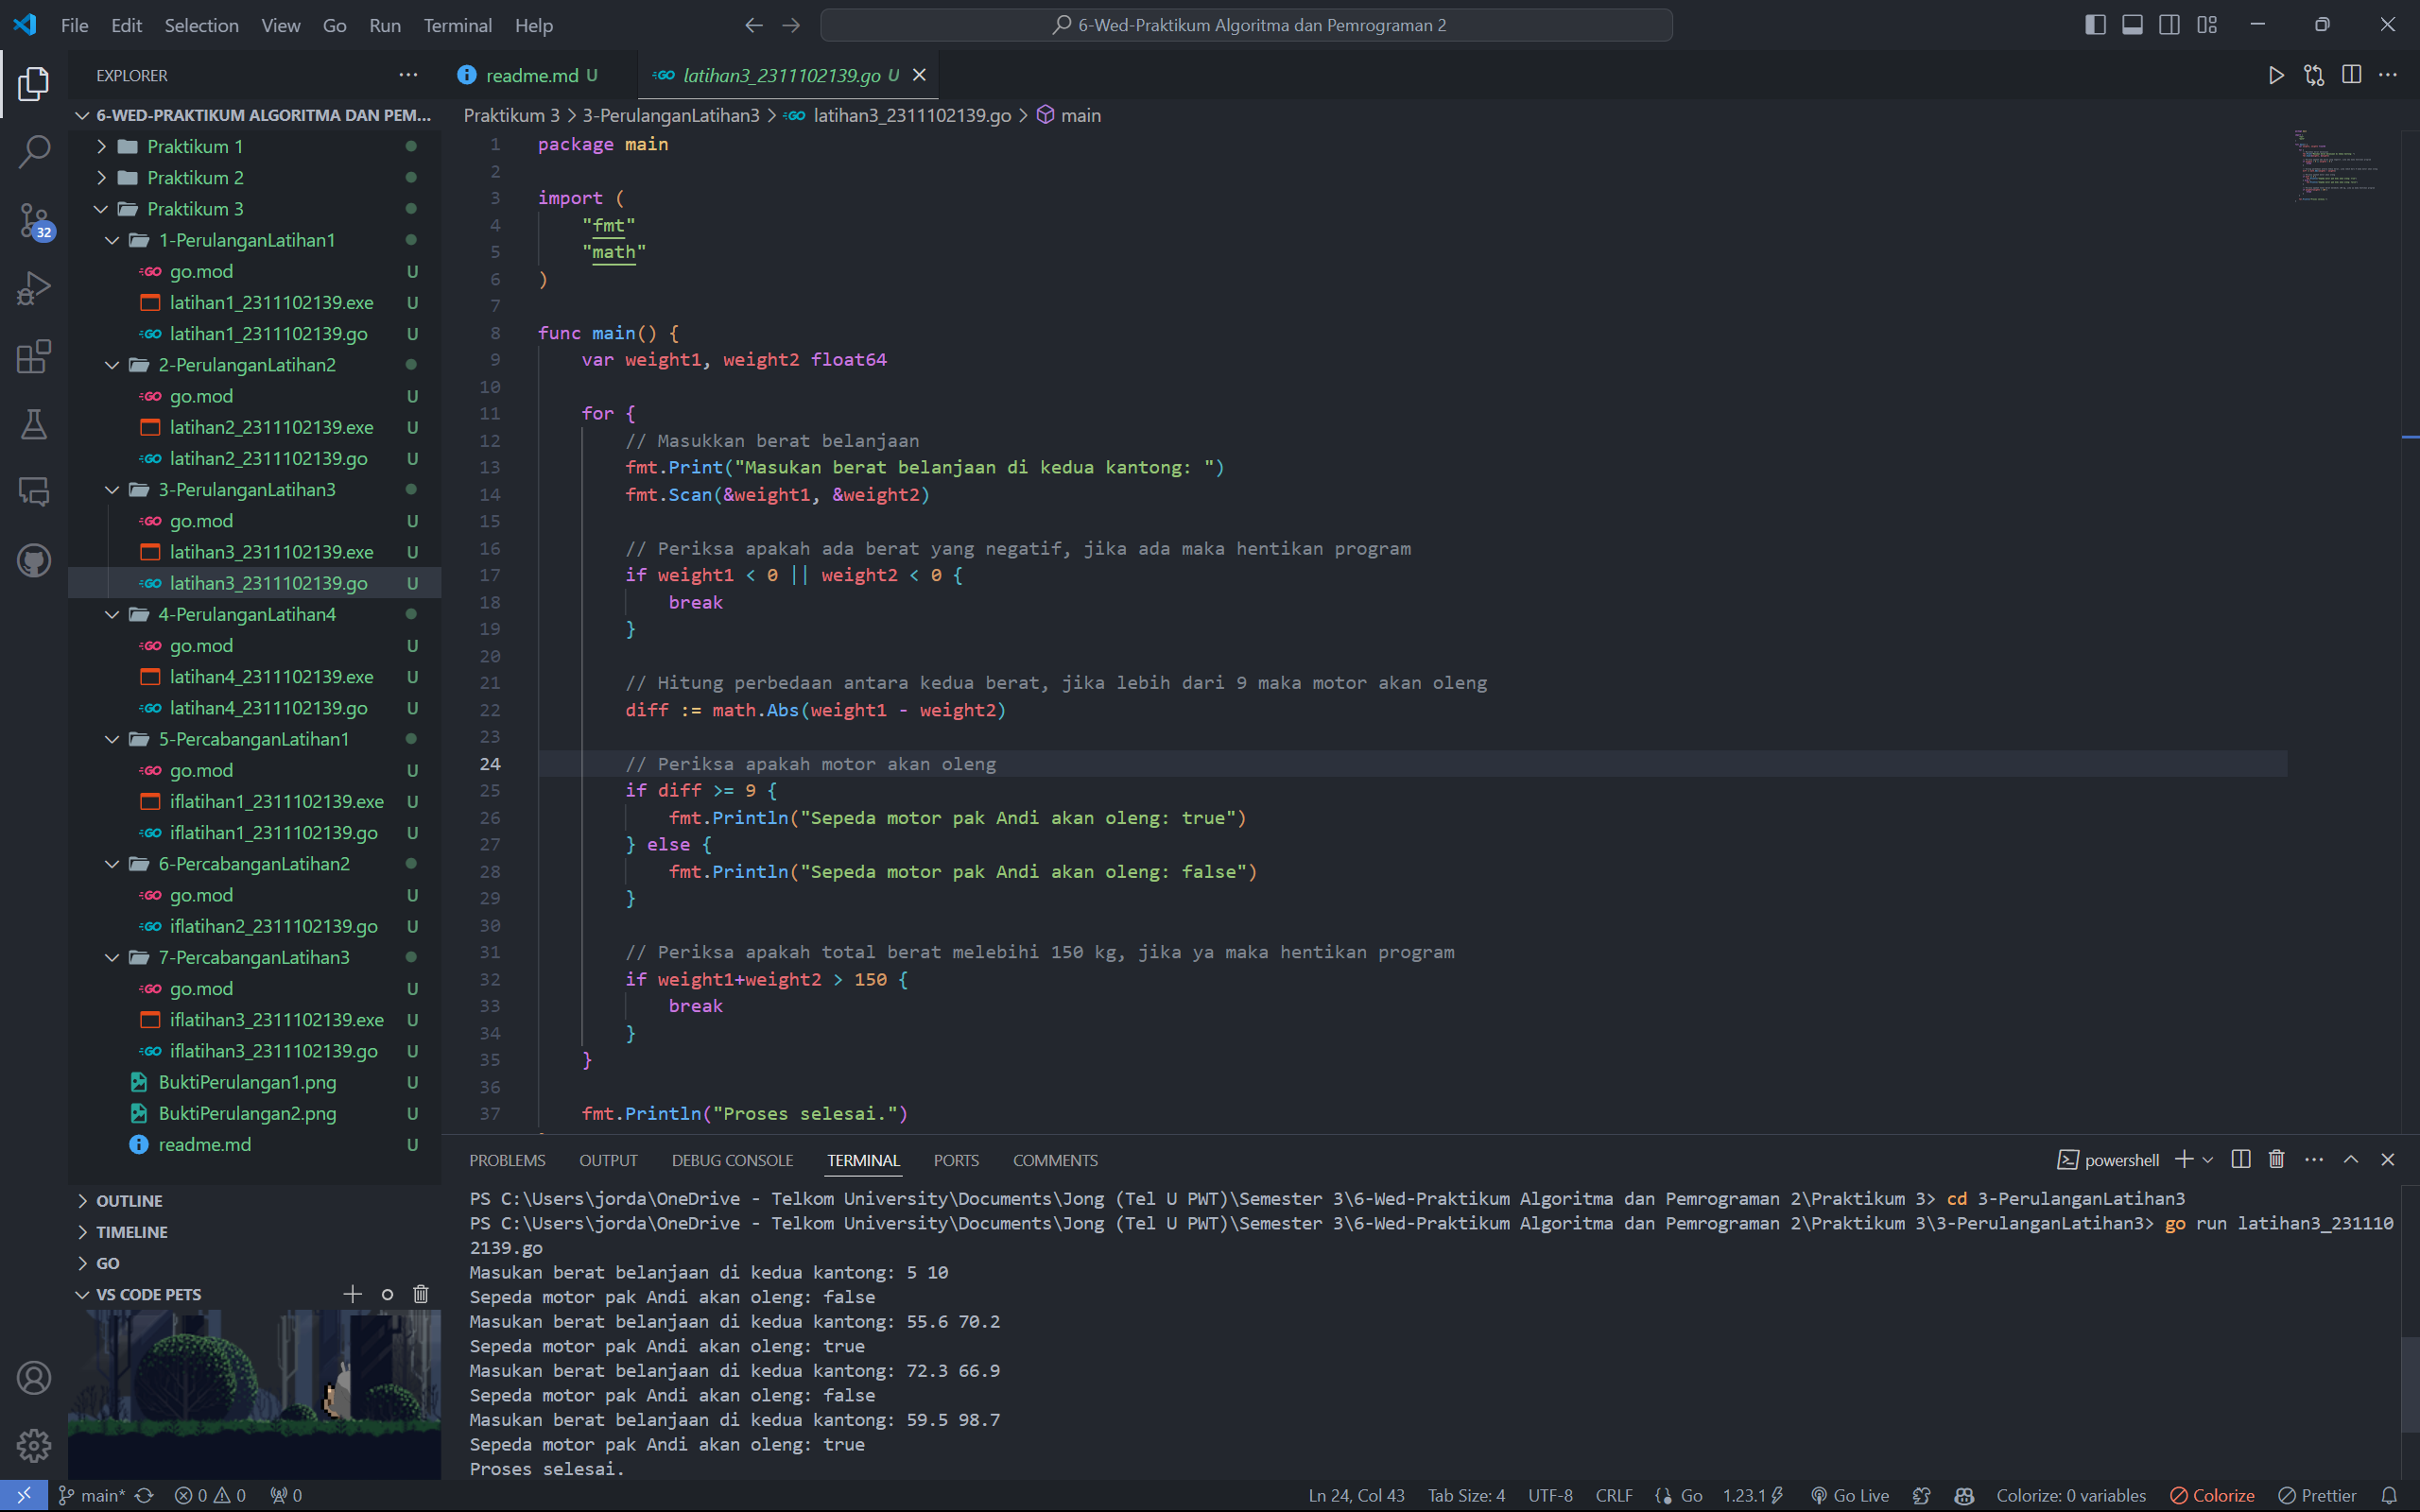 File Edit Selection View Go Run Terminal Help
6-Wed-Praktikum Algoritma dan Pemrograman 2
EXPLORER
6-WED-PRAKTIKUM ALGORITMA DAN PEM...
Praktikum 1
Praktikum 2
Praktikum 3
1-PerulanganLatihan1
go.mod U
latihan1_2311102139.exe U
latihan1_2311102139.go U
2-PerulanganLatihan2
go.mod U
latihan2_2311102139.exe U
latihan2_2311102139.go U
3-PerulanganLatihan3
go.mod U
latihan3_2311102139.exe U
latihan3_2311102139.go U
4-PerulanganLatihan4
go.mod U
latihan4_2311102139.exe U
latihan4_2311102139.go U
5-PercabanganLatihan1
go.mod U
iflatihan1_2311102139.exe U
iflatihan1_2311102139.go U
6-PercabanganLatihan2
go.mod U
iflatihan2_2311102139.go U
7-PercabanganLatihan3
go.mod U
iflatihan3_2311102139.exe U
iflatihan3_2311102139.go U
BuktiPerulangan1.png U
BuktiPerulangan2.png U
readme.md U
OUTLINE
TIMELINE
GO
VS CODE PETS
32
readme.md U
latihan3_2311102139.go U
Praktikum 3 > 3-PerulanganLatihan3 > latihan3_2311102139.go > main
1 package main
2
3 import (
4 "fmt"
5 "math"
6 )
7
8 func main() {
9 var weight1, weight2 float64
10
11 for {
12 // Masukkan berat belanjaan
13 fmt.Print("Masukan berat belanjaan di kedua kantong: ")
14 fmt.Scan(&weight1, &weight2)
15
16 // Periksa apakah ada berat yang negatif, jika ada maka hentikan program
17 if weight1 < 0 || weight2 < 0 {
18 break
19 }
20
21 // Hitung perbedaan antara kedua berat, jika lebih dari 9 maka motor akan oleng
22 diff := math.Abs(weight1 - weight2)
23
24 // Periksa apakah motor akan oleng
25 if diff >= 9 {
26 fmt.Println("Sepeda motor pak Andi akan oleng: true")
27 } else {
28 fmt.Println("Sepeda motor pak Andi akan oleng: false")
29 }
30
31 // Periksa apakah total berat melebihi 150 kg, jika ya maka hentikan program
32 if weight1+weight2 > 150 {
33 break
34 }
35 }
36
37 fmt.Println("Proses selesai.")
PROBLEMS OUTPUT DEBUG CONSOLE TERMINAL PORTS COMMENTS
powershell
PS C:\Users\jorda\OneDrive - Telkom University\Documents\Jong (Tel U PWT)\Semester 3\6-Wed-Praktikum Algoritma dan Pemrograman 2\Praktikum 3> cd 3-PerulanganLatihan3
PS C:\Users\jorda\OneDrive - Telkom University\Documents\Jong (Tel U PWT)\Semester 3\6-Wed-Praktikum Algoritma dan Pemrograman 2\Praktikum 3\3-PerulanganLatihan3> go run latihan3_231110
2139.go
Masukan berat belanjaan di kedua kantong: 5 10
Sepeda motor pak Andi akan oleng: false
Masukan berat belanjaan di kedua kantong: 55.6 70.2
Sepeda motor pak Andi akan oleng: true
Masukan berat belanjaan di kedua kantong: 72.3 66.9
Sepeda motor pak Andi akan oleng: false
Masukan berat belanjaan di kedua kantong: 59.5 98.7
Sepeda motor pak Andi akan oleng: true
Proses selesai.
main* 0 0 0
Ln 24, Col 43 Tab Size: 4 UTF-8 CRLF Go 1.23.1 Go Live Colorize: 0 variables Colorize Prettier